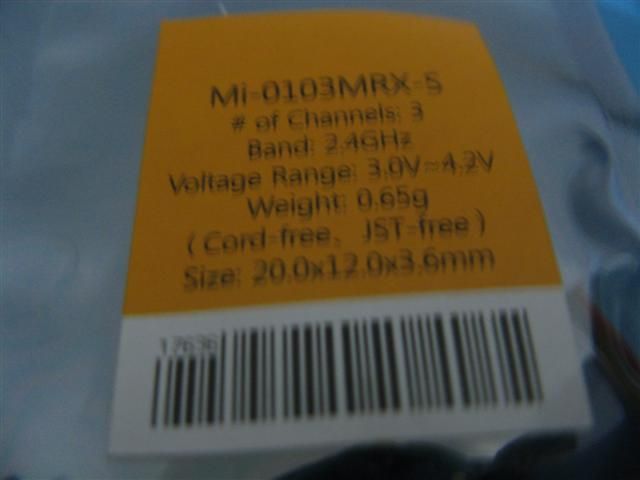 Mi-0103MRX-S
# of Channels: 3
Band: 2.4GHz
Voltage Range: 3.0V~4.2V
Weight: 0.65g
(Cord-free、JST-free)
Size: 20.0x12.0x3.6mm
17636